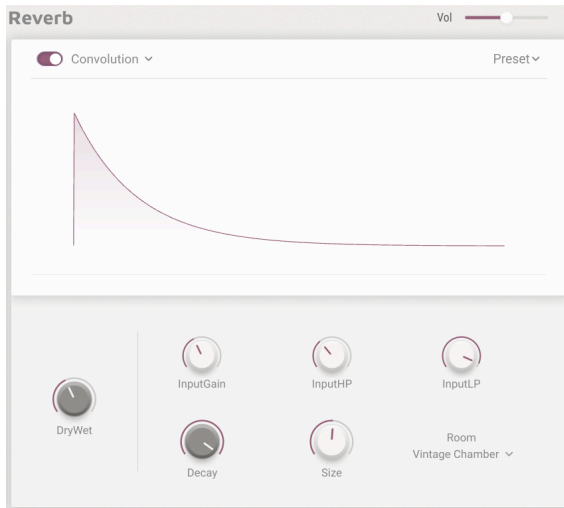 Reverb
Vol
Convolution
Preset
InputGain
InputHP
InputLP
DryWet
Decay
Size
Room
Vintage Chamber